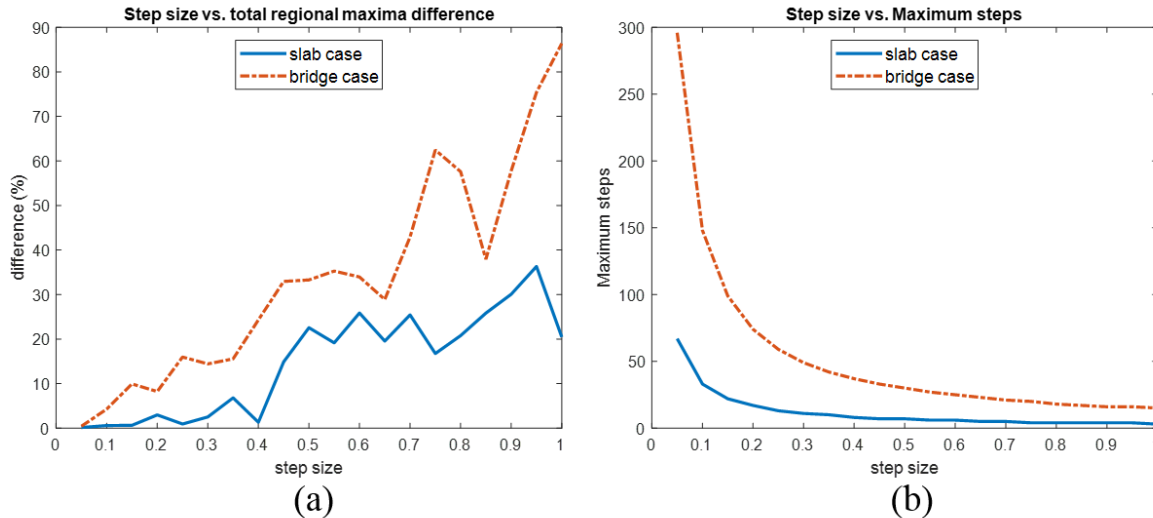 Step size vs. total regional maxima difference
90
80
70
60
50
40
30
20
10
0
difference (%)
slab case
bridge case
0 0.1 0.2 0.3 0.4 0.5 0.6 0.7 0.8 0.9 1
step size
(a)
Step size vs. Maximum steps
300
250
200
150
100
50
0
Maximum steps
slab case
bridge case
0 0.1 0.2 0.3 0.4 0.5 0.6 0.7 0.8 0.9
step size
(b)